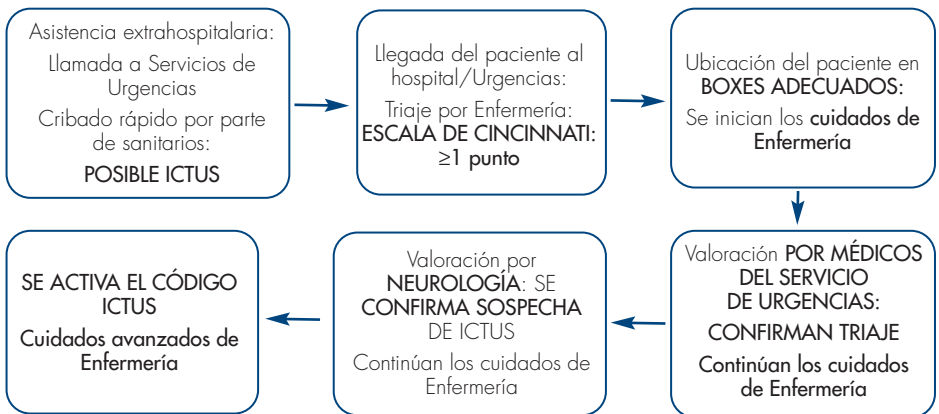 Asistencia extrahospitalaria:
Llamada a Servicios de
Urgencias
Cribado rápido por parte
de sanitarios:
POSIBLE ICTUS
Llegada del paciente al
hospital/Urgencias:
Triaje por Enfermería:
ESCALA DE CINCINNATI:
≥1 punto
Ubicación del paciente en
BOXES ADECUADOS:
Se inician los cuidados de
Enfermería
Valoración POR MÉDICOS
DEL SERVICIO
DE URGENCIAS:
CONFIRMAN TRIAJE
Continúan los cuidados
de Enfermería
Valoración por
NEUROLOGÍA: SE
CONFIRMA SOSPECHA
DE ICTUS
Continúan los cuidados de
Enfermería
SE ACTIVA EL CÓDIGO
ICTUS
Cuidados avanzados de
Enfermería